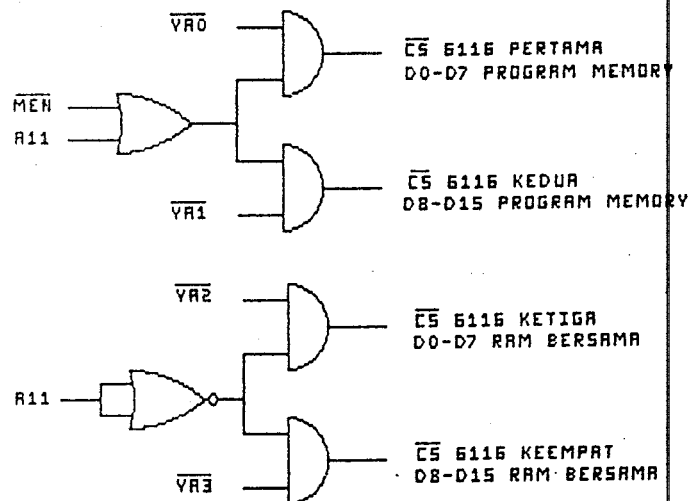 YA0
CS 6116 PERTAMA
D0-D7 PROGRAM MEMORY
MEN
A11
CS 6116 KEDUA
D8-D15 PROGRAM MEMORY
YA1
YA2
CS 6116 KETIGA
D0-D7 RAM BERSAMA
A11
CS 6116 KEEMPAT
D8-D15 RAM BERSAMA
YA3